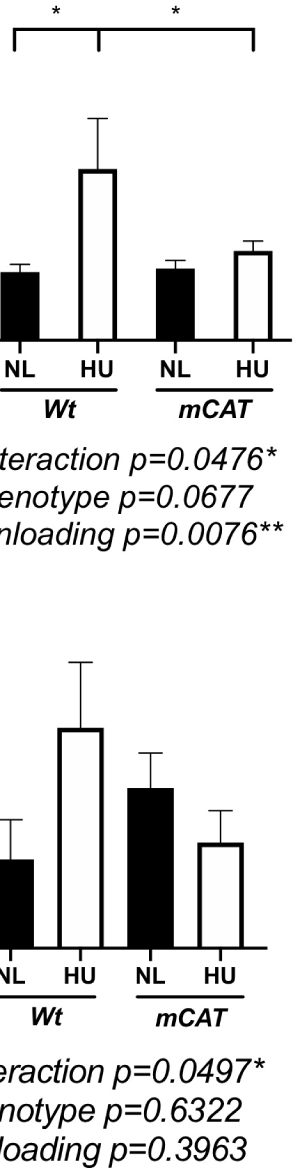 * *
NL HU NL HU
Wt mCAT
teraction p=0.0476*
enotype p=0.0677
nloading p=0.0076**
NL HU NL HU
Wt mCAT
eraction p=0.0497*
notype p=0.6322
loading p=0.3963